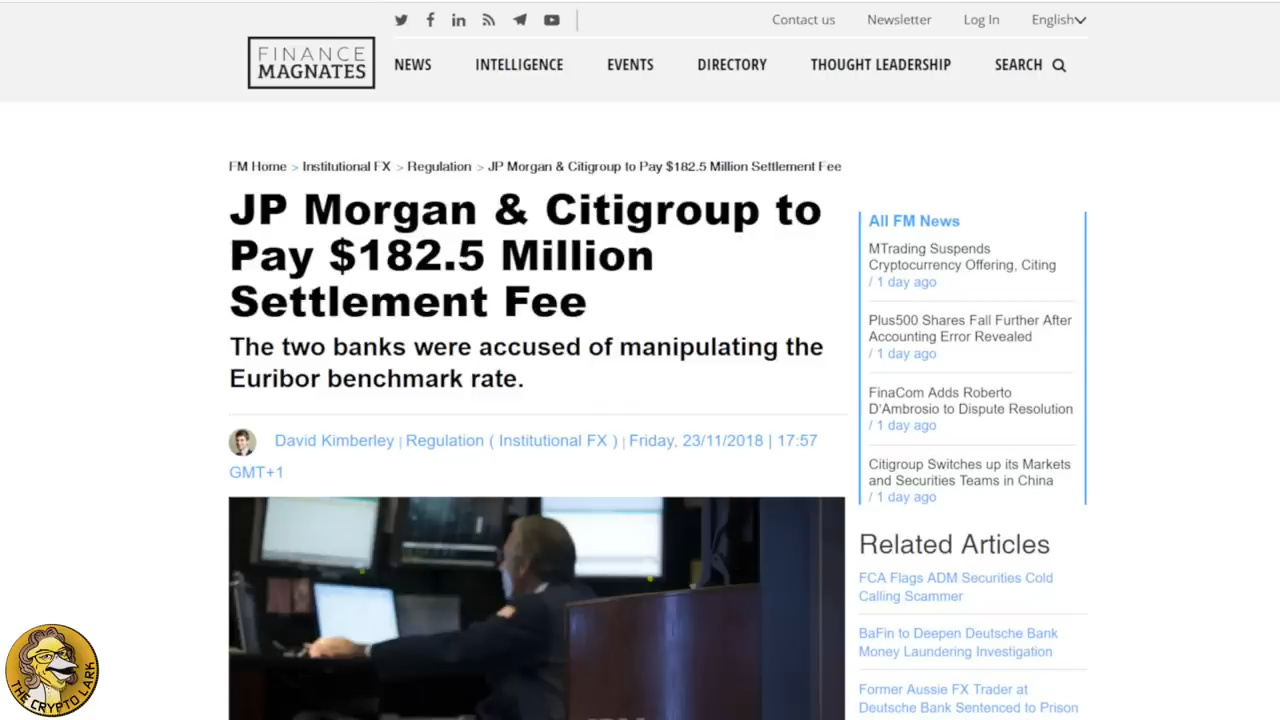 Contact us Newsletter Log In English
FINANCE
MAGNATES
NEWS INTELLIGENCE EVENTS DIRECTORY THOUGHT LEADERSHIP SEARCH
FM Home > Institutional FX > Regulation > JP Morgan & Citigroup to Pay $182.5 Million Settlement Fee
JP Morgan & Citigroup to
Pay $182.5 Million
Settlement Fee
The two banks were accused of manipulating the
Euribor benchmark rate.
David Kimberley | Regulation ( Institutional FX ) | Friday, 23/11/2018 | 17:57
GMT+1
All FM News
MTrading Suspends
Cryptocurrency Offering, Citing
/ 1 day ago
Plus500 Shares Fall Further After
Accounting Error Revealed
/ 1 day ago
FinaCom Adds Roberto
D'Ambrosio to Dispute Resolution
/ 1 day ago
Citigroup Switches up its Markets
and Securities Teams in China
/ 1 day ago
Related Articles
FCA Flags ADM Securities Cold
Calling Scammer
BaFin to Deepen Deutsche Bank
Money Laundering Investigation
Former Aussie FX Trader at
Deutsche Bank Sentenced to Prison
THE CRYPTO LARK